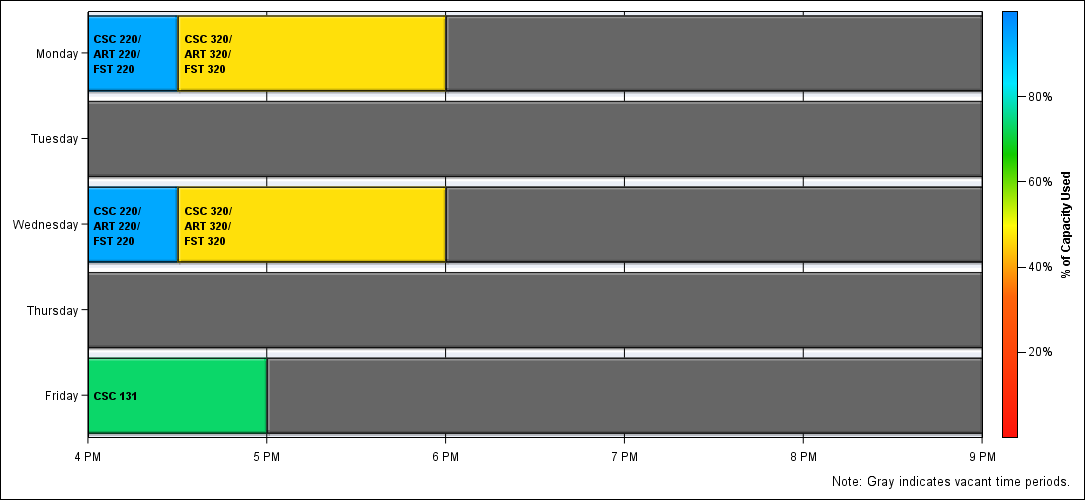 Monday
CSC 220/
ART 220/
FST 220
CSC 320/
ART 320/
FST 320
Tuesday
Wednesday
CSC 220/
ART 220/
FST 220
CSC 320/
ART 320/
FST 320
Thursday
Friday
CSC 131
4 PM
5 PM
6 PM
7 PM
8 PM
9 PM
80%
60%
40%
20%
% of Capacity Used
Note: Gray indicates vacant time periods.